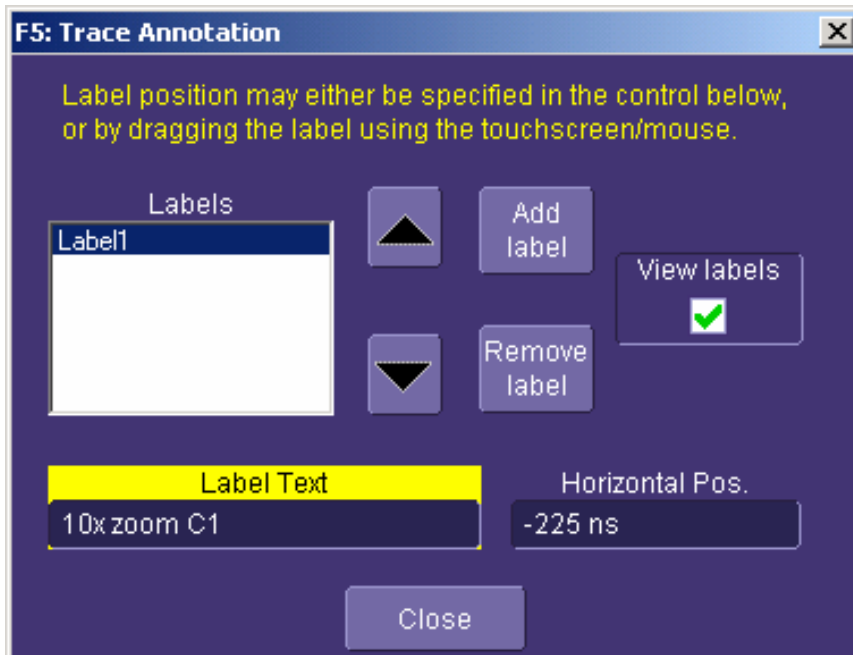 F5: Trace Annotation
Label position may either be specified in the control below,
or by dragging the label using the touchscreen/mouse.
Labels
Label1
Add
label
View labels
Remove
label
Label Text
10x zoom C1
Horizontal Pos.
-225 ns
Close